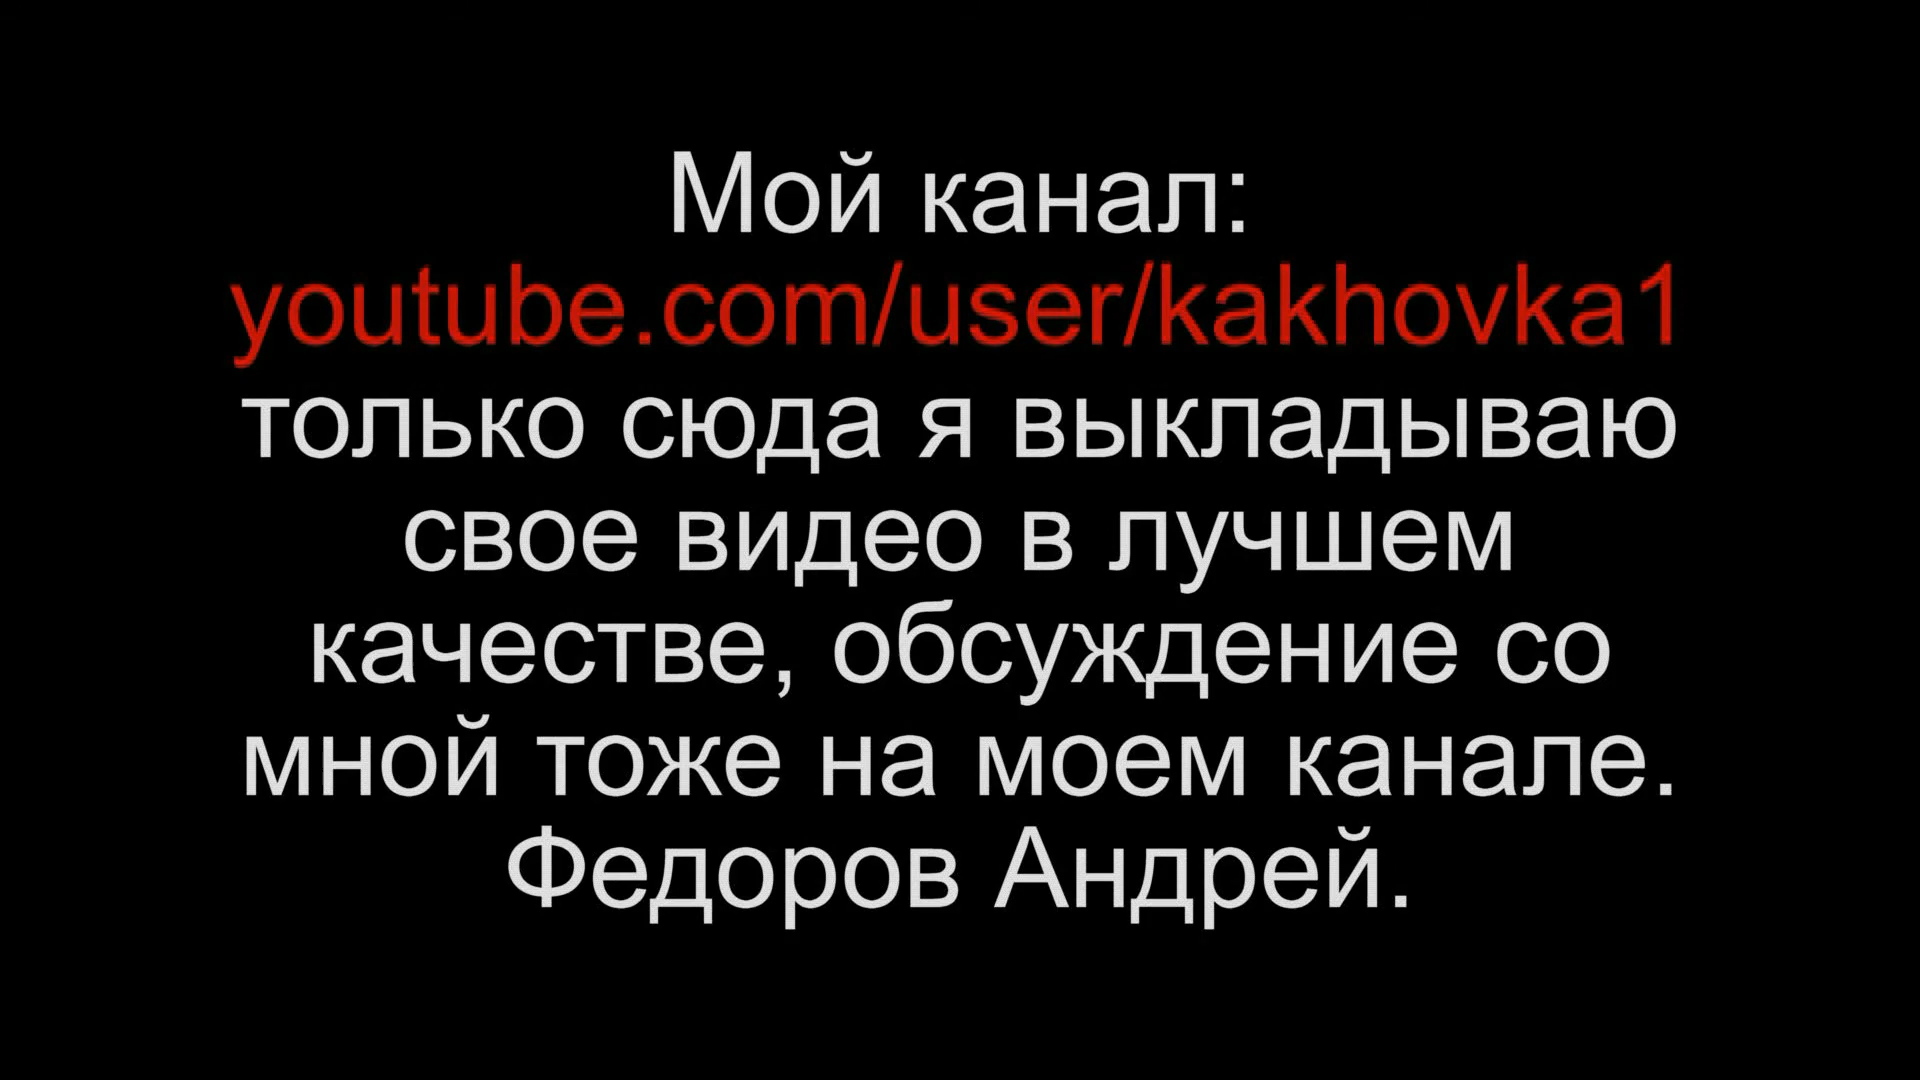 Мой канал:
youtube.com/user/kakhovka1
только сюда я выкладываю
свое видео в лучшем
качестве, обсуждение со
мной тоже на моем канале.
Федоров Андрей.